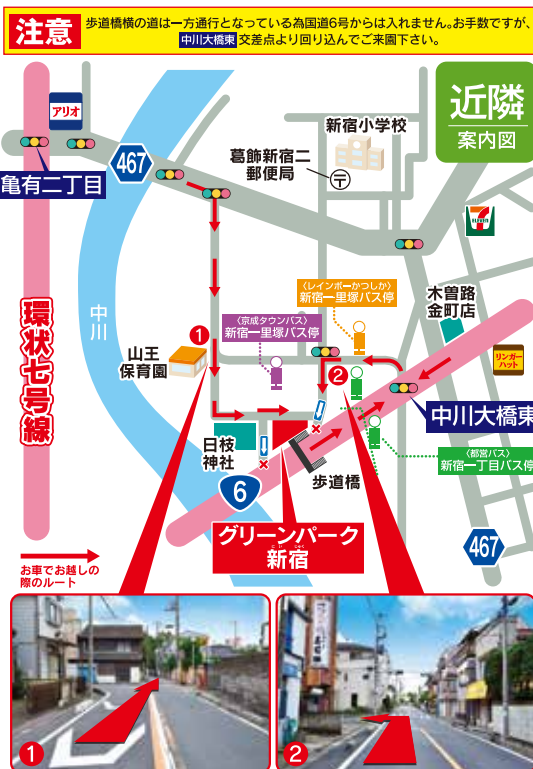 注意
歩道橋横の道は一方通行となっている為国道6号からは入れません。お手数ですが、
中川大橋東 交差点より回り込んでご来園下さい。
近隣
案内図
アリオ
467
亀有二丁目
新宿小学校
葛飾新宿二
郵便局
〒
7
ELEVEN
環状七号線
中川
〈レインボーかつしか〉
新宿一里塚バス停
〈京成タウンバス〉
新宿一里塚バス停
木曽路
金町店
リンガー
ハット
1
山王
保育園
2
中川大橋東
日枝
神社
歩道橋
〈都営バス〉
新宿一丁目バス停
6
グリーンパーク
新宿
467
お車でお越しの
際のルート
1
2